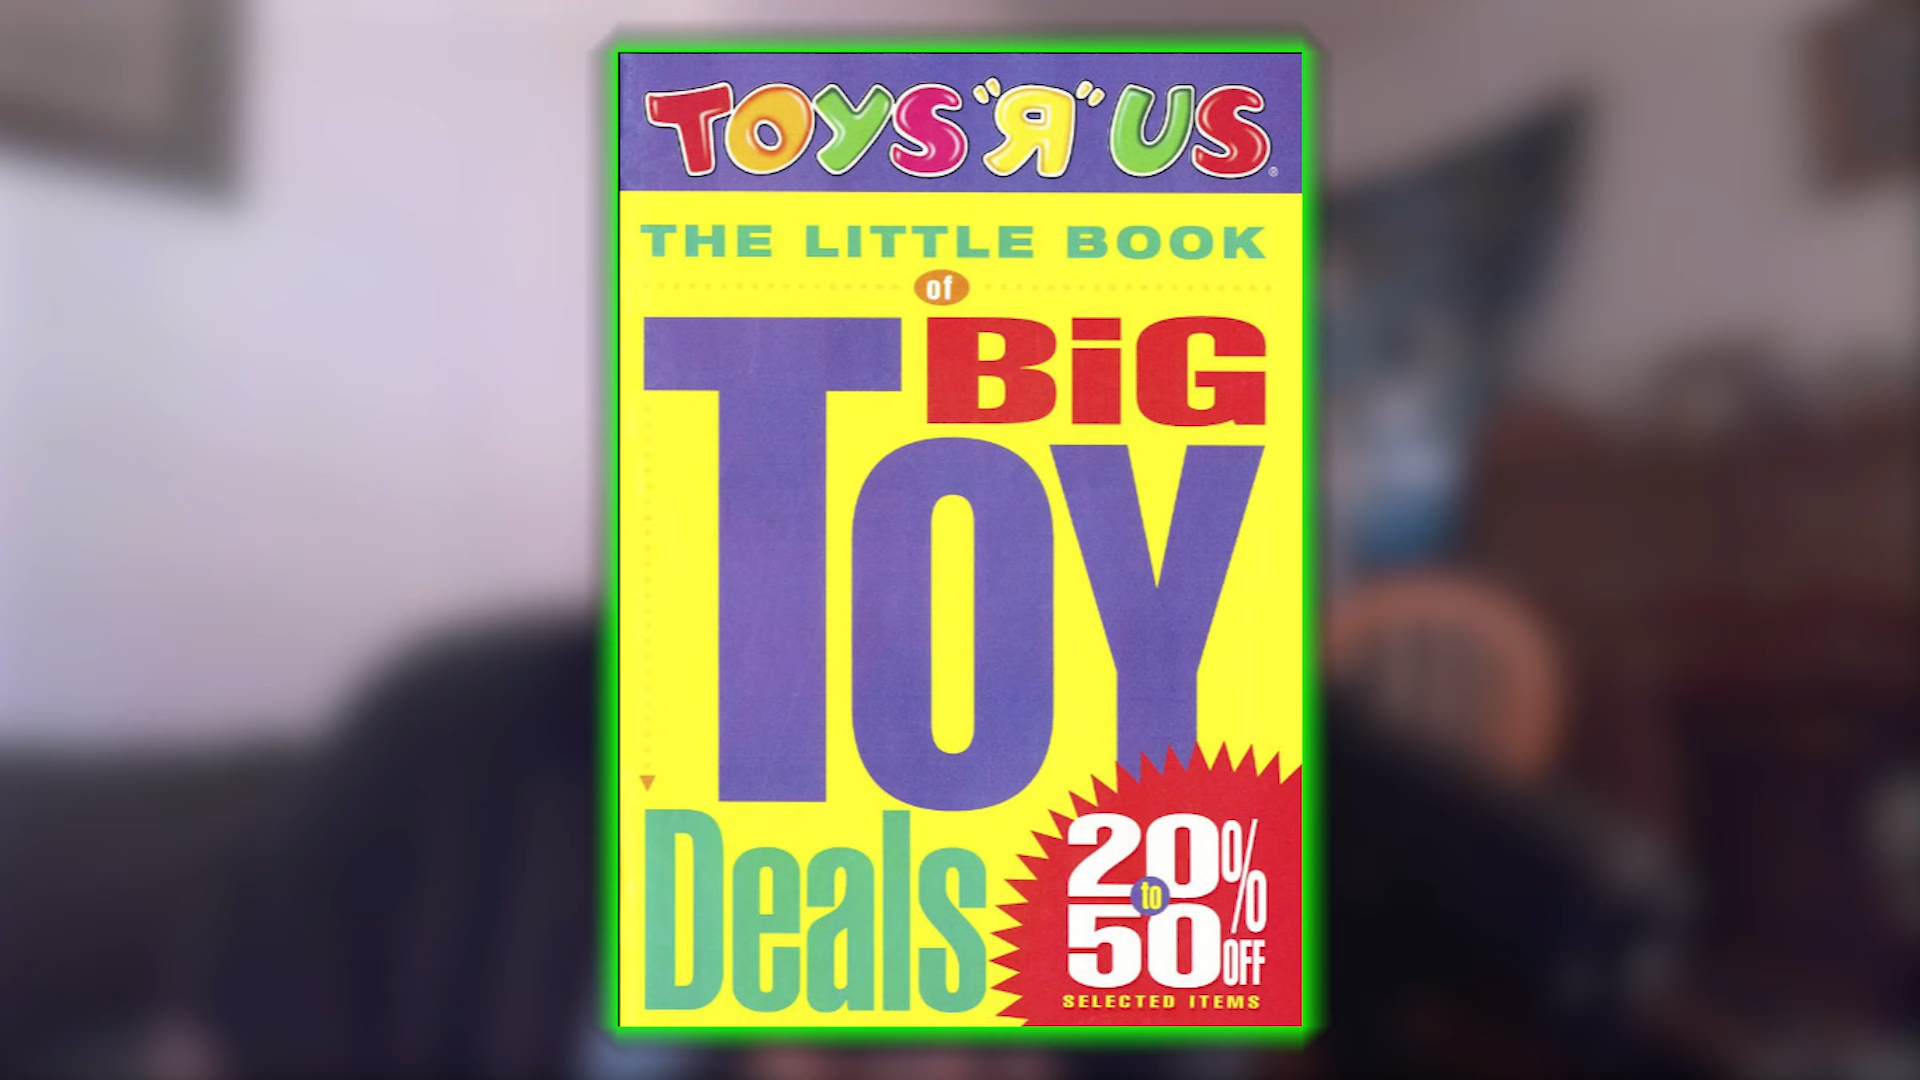 TOYS "R" US®
THE LITTLE BOOK
of
BiG
TOY
Deals
20% to 50% OFF
SELECTED ITEMS